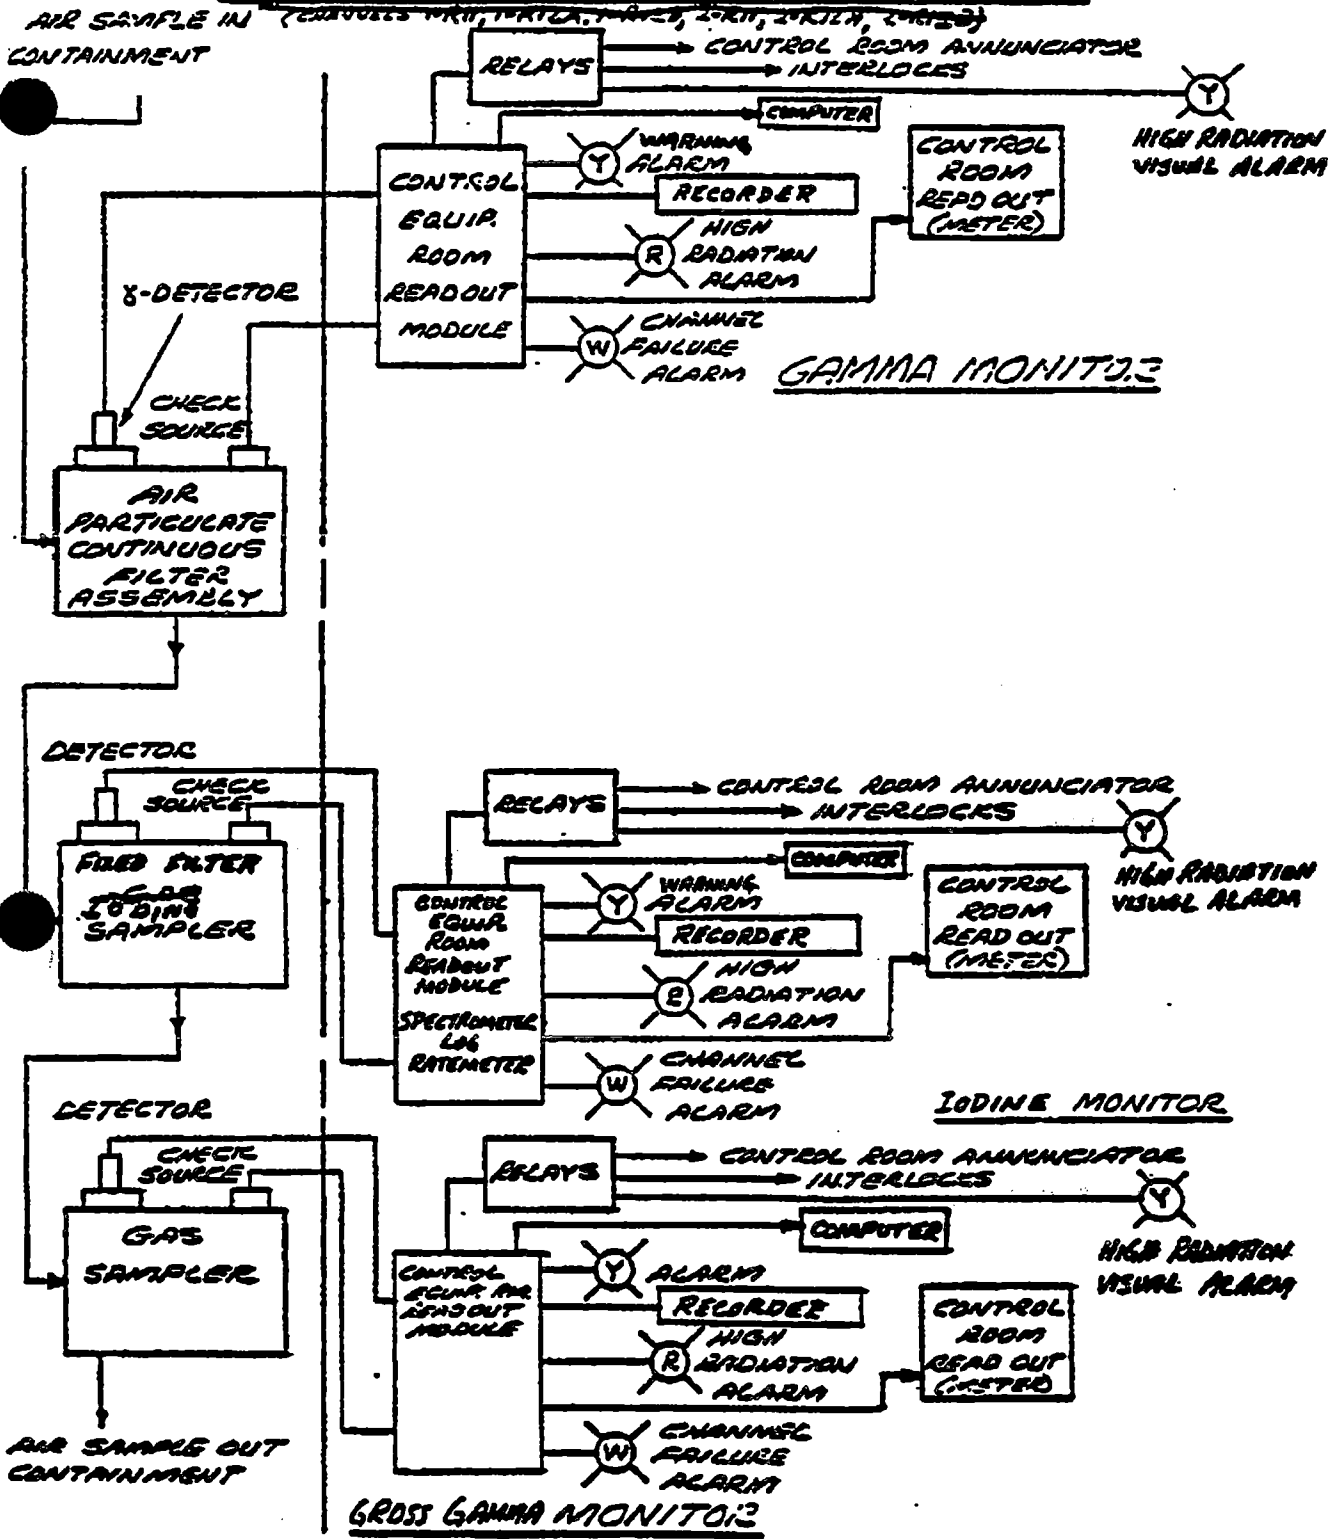 AIR SAMPLE IN
CONTAINMENT
RELAYS
CONTROL ROOM ANNUNCIATOR
INTERLOCKS
Y
HIGH RADIATION
VISUAL ALARM
COMPUTER
Y
WARNING
ALARM
CONTROL
EQUIP.
ROOM
READOUT
MODULE
RECORDER
R
HIGH
RADIATION
ALARM
CONTROL
ROOM
READ OUT
(METER)
W
CHANNEL
FAILURE
ALARM
GAMMA MONITOR
γ-DETECTOR
CHECK
SOURCE
AIR
PARTICULATE
CONTINUOUS
FILTER
ASSEMBLY
DETECTOR
CHECK
SOURCE
FIXED FILTER
IODINE
SAMPLER
RELAYS
CONTROL ROOM ANNUNCIATOR
INTERLOCKS
Y
HIGH RADIATION
VISUAL ALARM
COMPUTER
Y
WARNING
ALARM
CONTROL
EQUIP.
ROOM
READOUT
MODULE
SPECTROMETER
LOG
RATEMETER
RECORDER
R
HIGH
RADIATION
ALARM
CONTROL
ROOM
READ OUT
(METER)
W
CHANNEL
FAILURE
ALARM
IODINE MONITOR
DETECTOR
CHECK
SOURCE
GAS
SAMPLER
RELAYS
CONTROL ROOM ANNUNCIATOR
INTERLOCKS
Y
HIGH RADIATION
VISUAL ALARM
COMPUTER
Y
ALARM
CONTROL
EQUIP. RM
READOUT
MODULE
RECORDER
R
HIGH
RADIATION
ALARM
CONTROL
ROOM
READ OUT
(METER)
W
CHANNEL
FAILURE
ALARM
AIR SAMPLE OUT
CONTAINMENT
GROSS GAMMA MONITOR